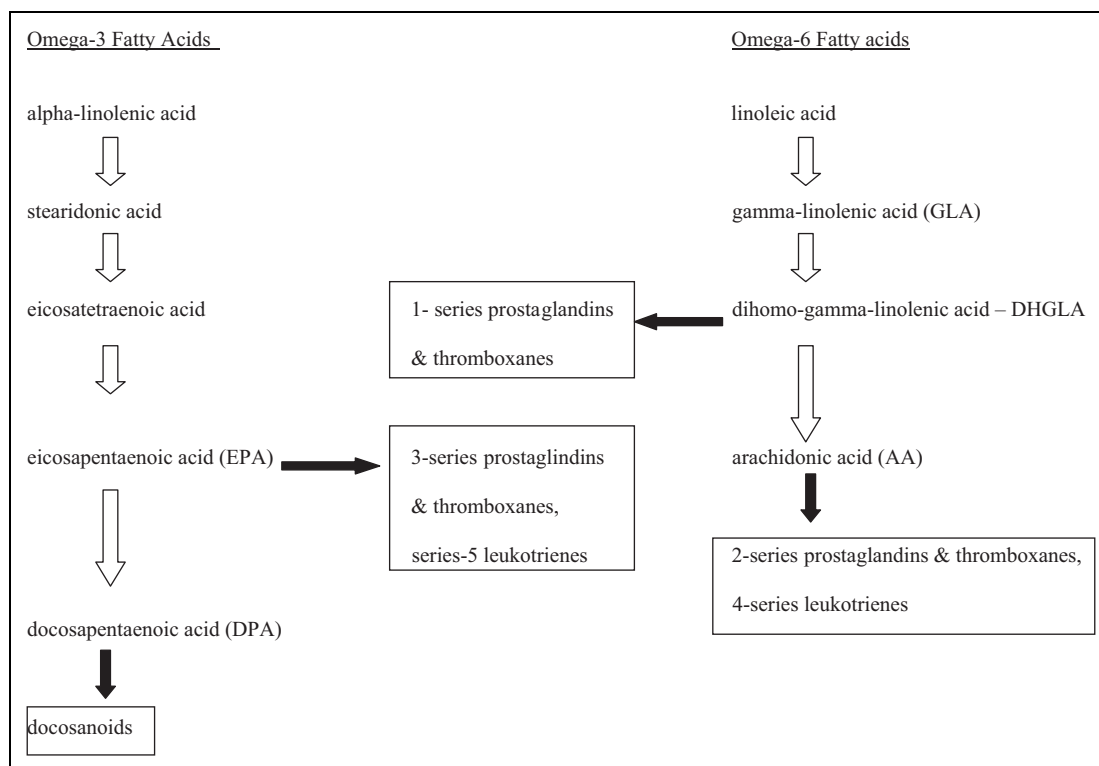 Omega-3 Fatty Acids
Omega-6 Fatty acids
alpha-linolenic acid
linoleic acid
stearidonic acid
gamma-linolenic acid (GLA)
eicosatetraenoic acid
1- series prostaglandins
& thromboxanes
dihomo-gamma-linolenic acid – DHGLA
eicosapentaenoic acid (EPA)
3-series prostaglindins
& thromboxanes,
series-5 leukotrienes
arachidonic acid (AA)
2-series prostaglandins & thromboxanes,
4-series leukotrienes
docosapentaenoic acid (DPA)
docosanoids